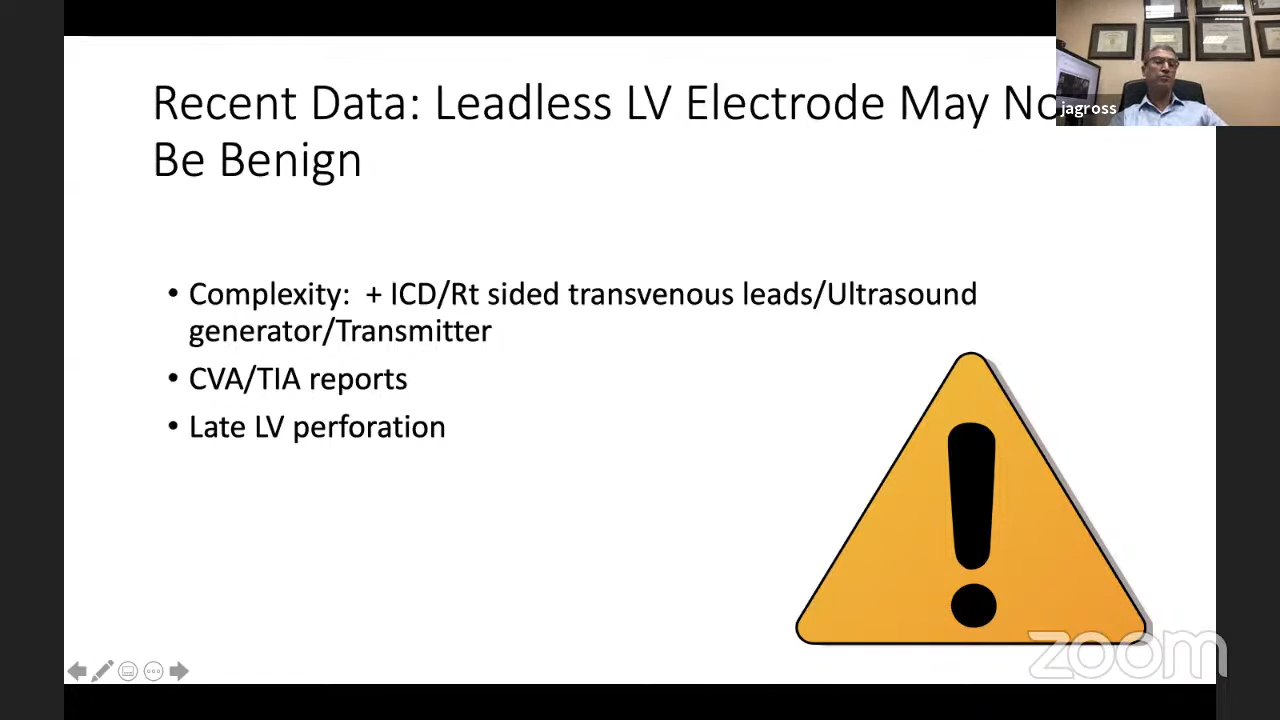 Recent Data: Leadless LV Electrode May No
Be Benign
jagross
• Complexity:  + ICD/Rt sided transvenous leads/Ultrasound
generator/Transmitter
• CVA/TIA reports
• Late LV perforation
zoom